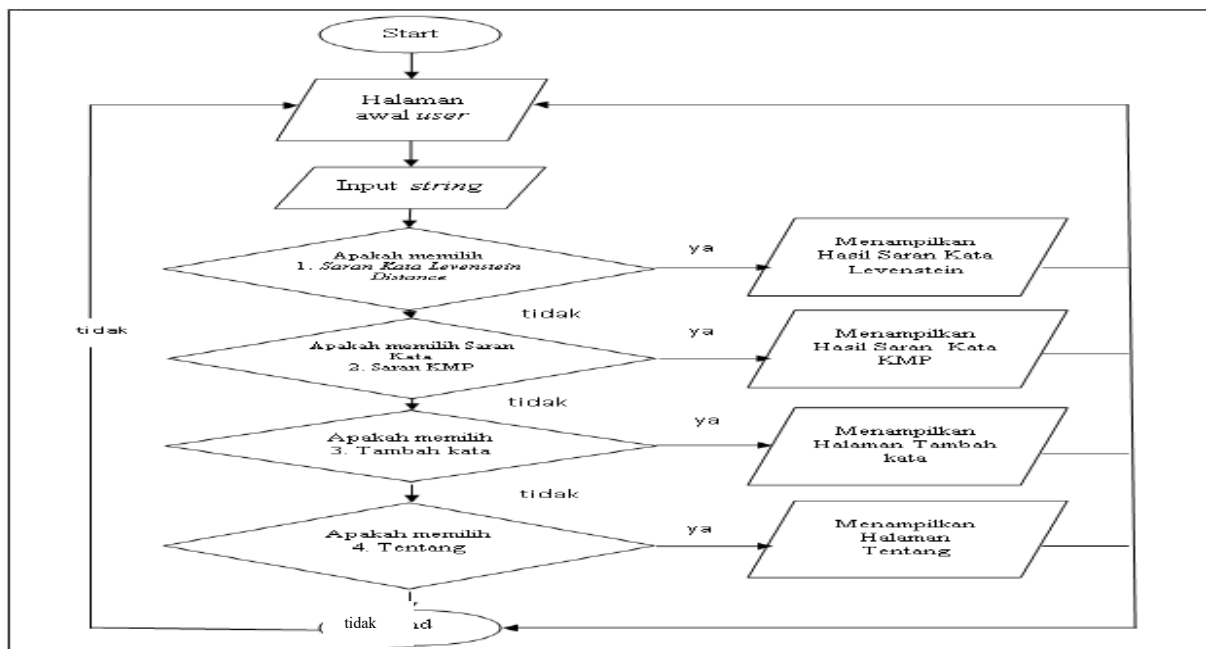 Start
Halaman
awal user
Input string
Apakah memilih
1. Saran Kata Levenstein
Distance
ya
Menampilkan
Hasil Saran Kata
Levenstein
tidak
tidak
Apakah memilih Saran
Kata
2. Saran KMP
ya
Menampilkan
Hasil Saran Kata
KMP
tidak
Apakah memilih
3. Tambah kata
ya
Menampilkan
Halaman Tambah
kata
tidak
Apakah memilih
4. Tentang
ya
Menampilkan
Halaman
Tentang
tidak